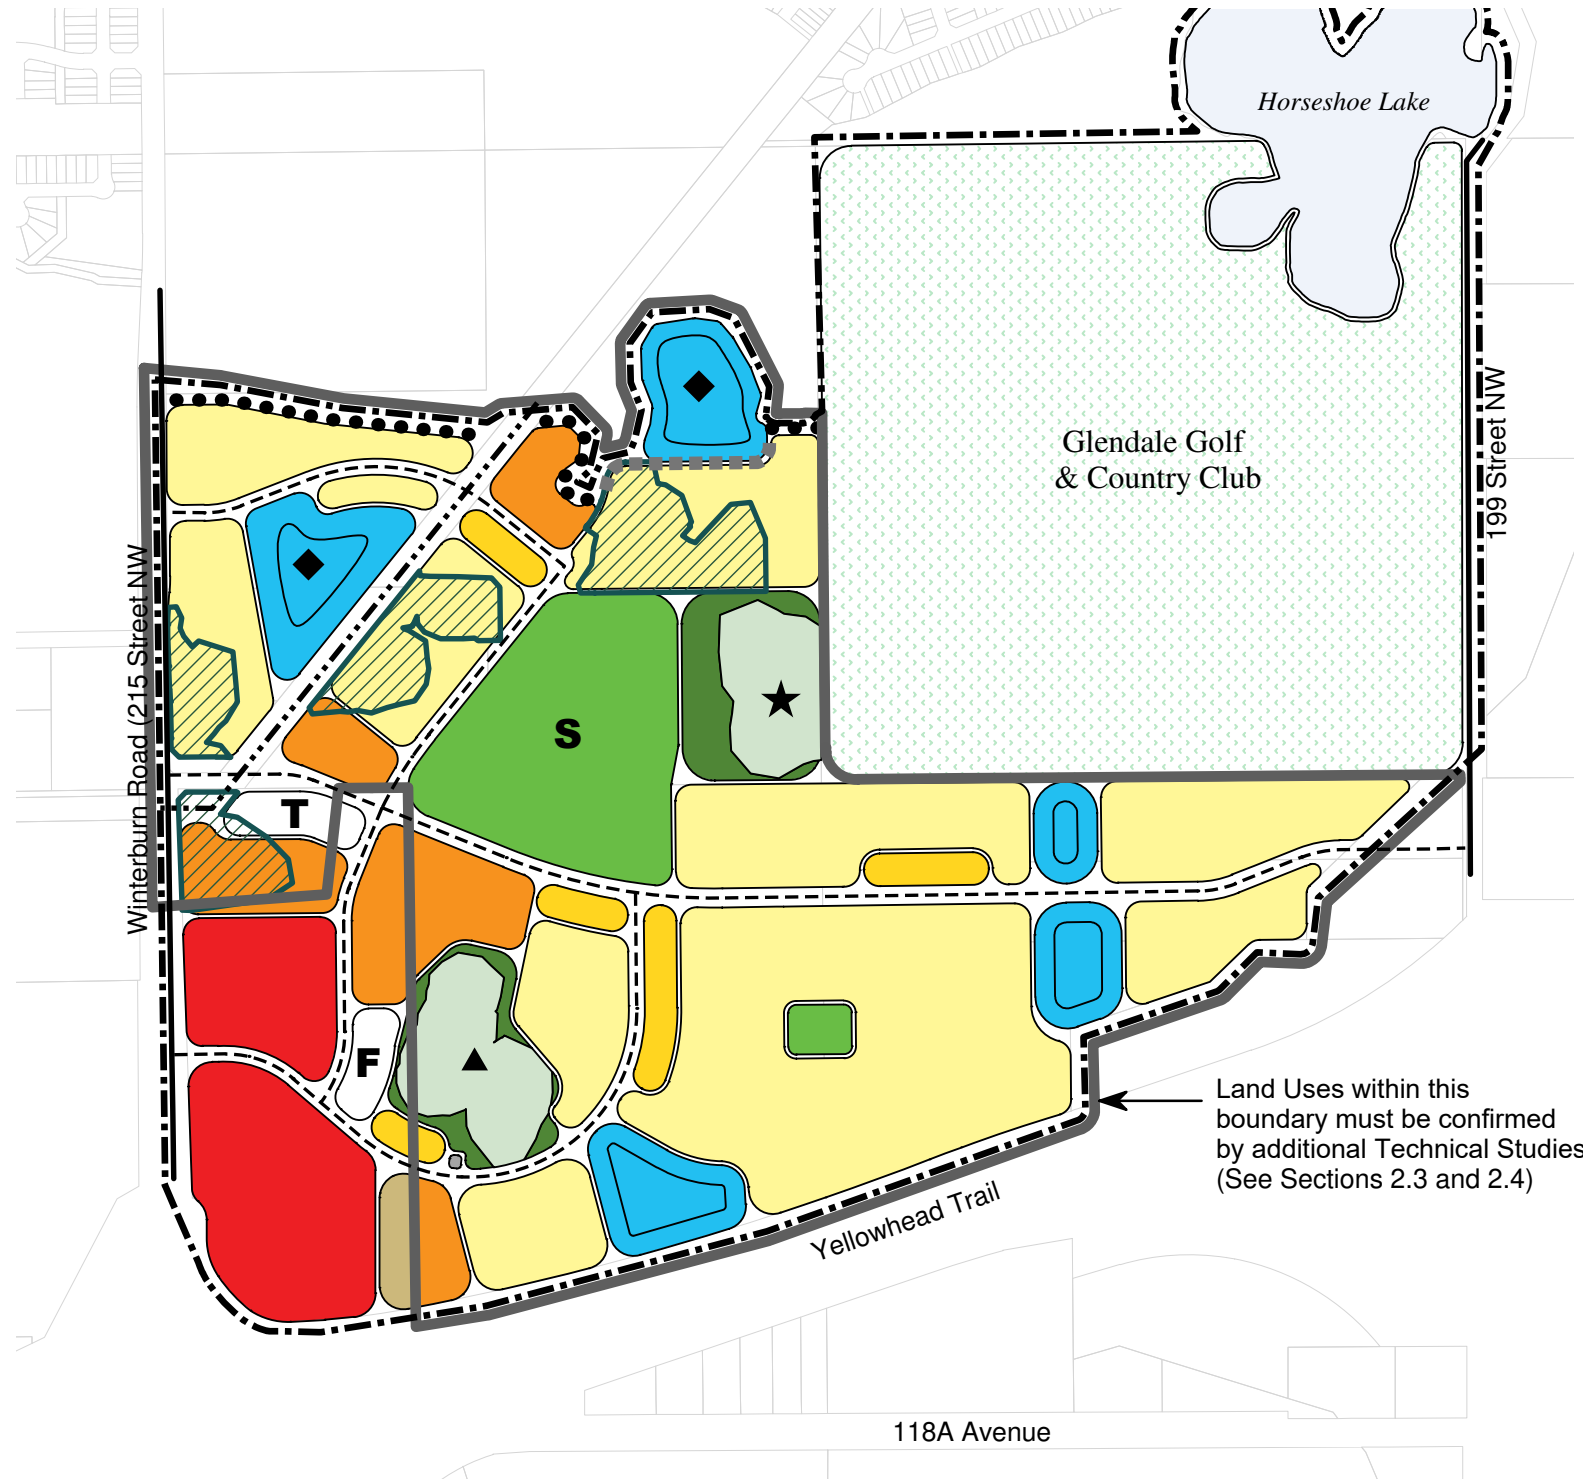 Horseshoe Lake
Glendale Golf
& Country Club
199 Street NW
Winterburn Road (215 Street NW
S
T
F
Land Uses within this
boundary must be confirmed
by additional Technical Studies
(See Sections 2.3 and 2.4)
Yellowhead Trail
118A Avenue